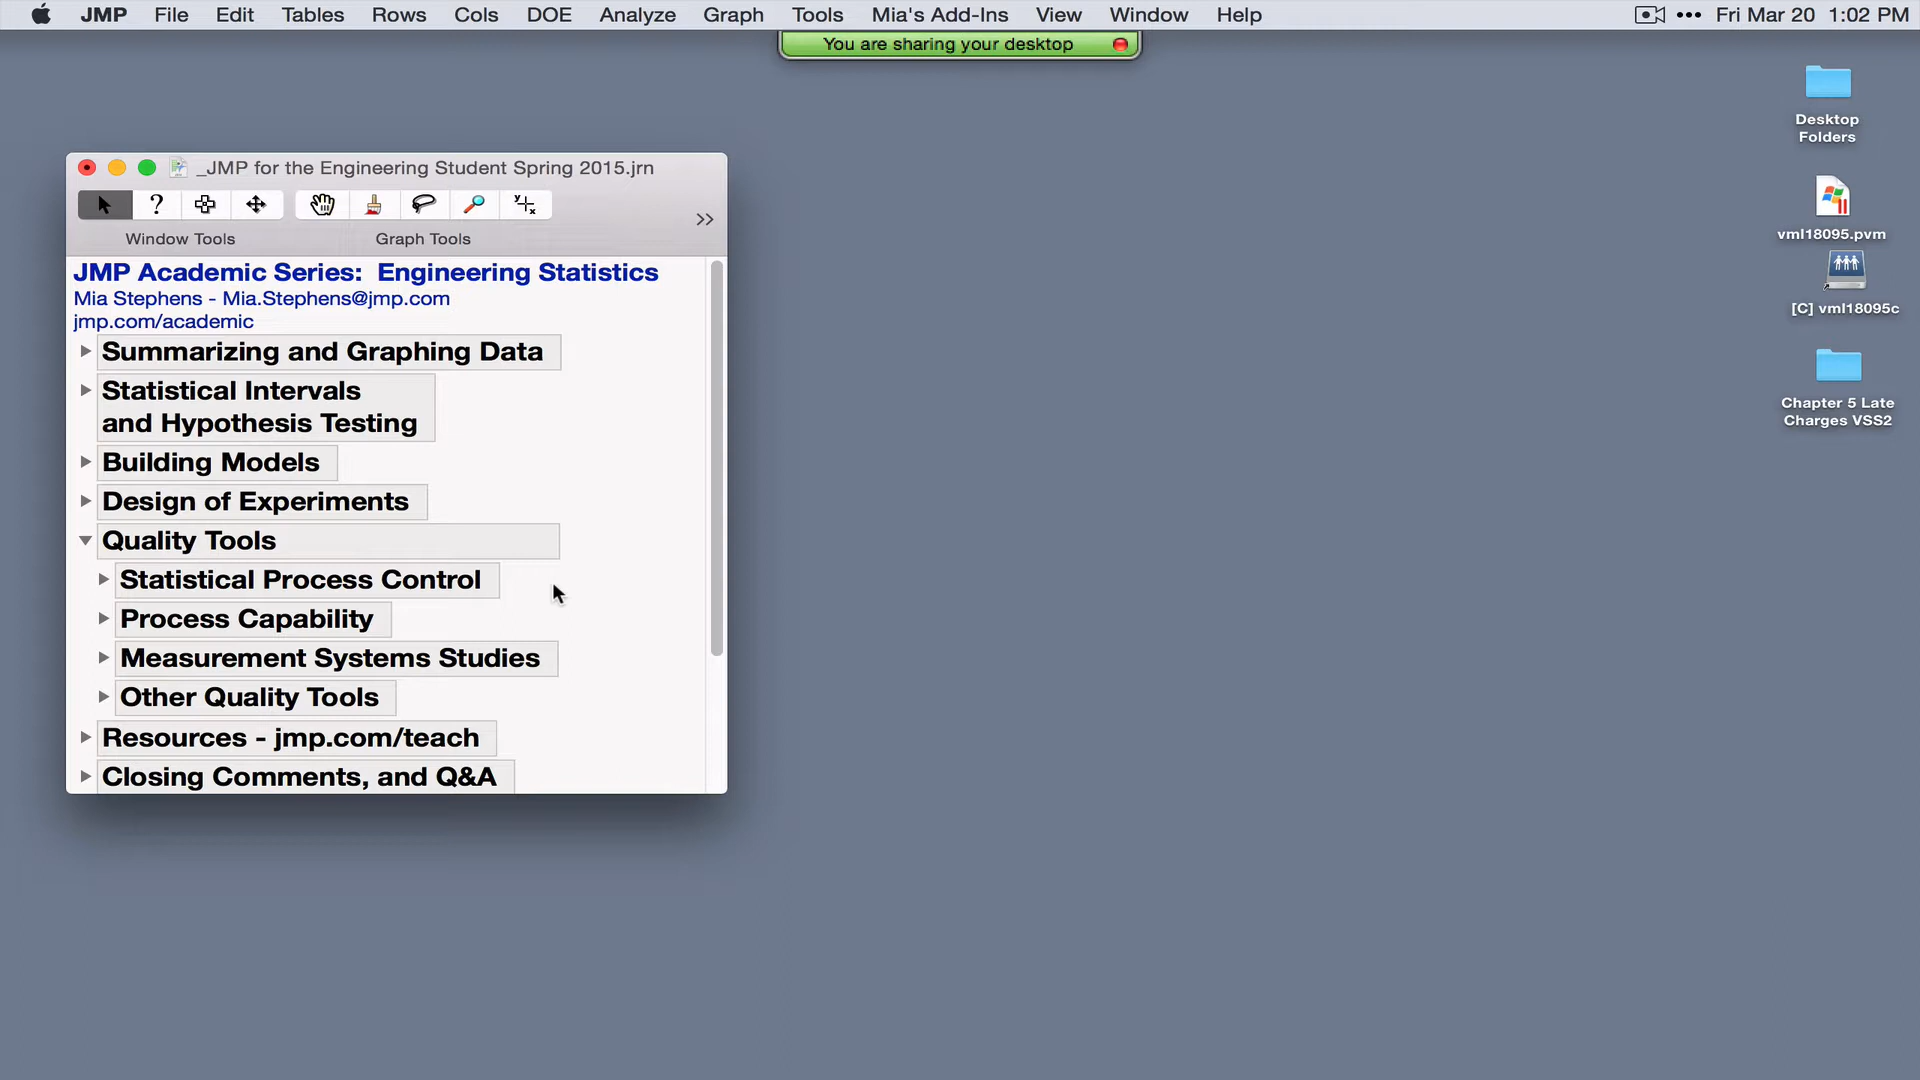 JMP File Edit Tables Rows Cols DOE Analyze Graph Tools Mia's Add-Ins View Window Help Fri Mar 20 1:02 PM
You are sharing your desktop
_JMP for the Engineering Student Spring 2015.jrn
Window Tools Graph Tools
JMP Academic Series: Engineering Statistics
Mia Stephens - Mia.Stephens@jmp.com
jmp.com/academic
Summarizing and Graphing Data
Statistical Intervals
and Hypothesis Testing
Building Models
Design of Experiments
Quality Tools
Statistical Process Control
Process Capability
Measurement Systems Studies
Other Quality Tools
Resources - jmp.com/teach
Closing Comments, and Q&A
Desktop
Folders
vml18095.pvm
[C] vml18095c
Chapter 5 Late
Charges VSS2